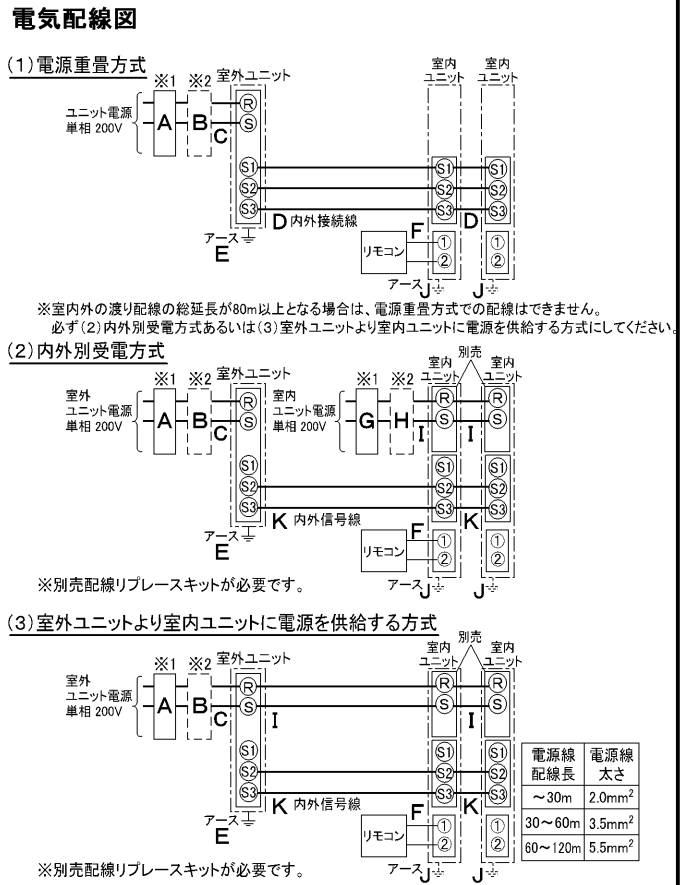 電気配線図
(1)電源重畳方式
※1 ※2 室外ユニット 室内ユニット 室内ユニット
ユニット電源
単相 200V
A B C R S
S1 S1 S1
S2 S2 S2
S3 S3 S3
D 内外接続線 F D
アース
E
リモコン ① ② ① ②
アース J J
※室内外の渡り配線の総延長が80m以上となる場合は、電源重畳方式での配線はできません。
必ず(2)内外別受電方式あるいは(3)室外ユニットより室内ユニットに電源を供給する方式にしてください。
(2)内外別受電方式
別売
※1 ※2 室外ユニット ※1 ※2 室内ユニット 室内ユニット
室外
ユニット電源
単相 200V
A B C R S
室内
ユニット電源
単相 200V
G H I R S I R S
S1 S1 S1
S2 S2 S2
S3 S3 S3
K 内外信号線 F K
アース
E
リモコン ① ② ① ②
アース J J
※別売配線リプレースキットが必要です。
(3)室外ユニットより室内ユニットに電源を供給する方式
別売
※1 ※2 室外ユニット 室内ユニット 室内ユニット
室外
ユニット電源
単相 200V
A B C R S I R S I R S
S1 S1 S1
S2 S2 S2
S3 S3 S3
K 内外信号線 F K
アース
E
リモコン ① ② ① ②
アース J J
※別売配線リプレースキットが必要です。
電源線配線長 電源線太さ
～30m 2.0mm²
30～60m 3.5mm²
60～120m 5.5mm²